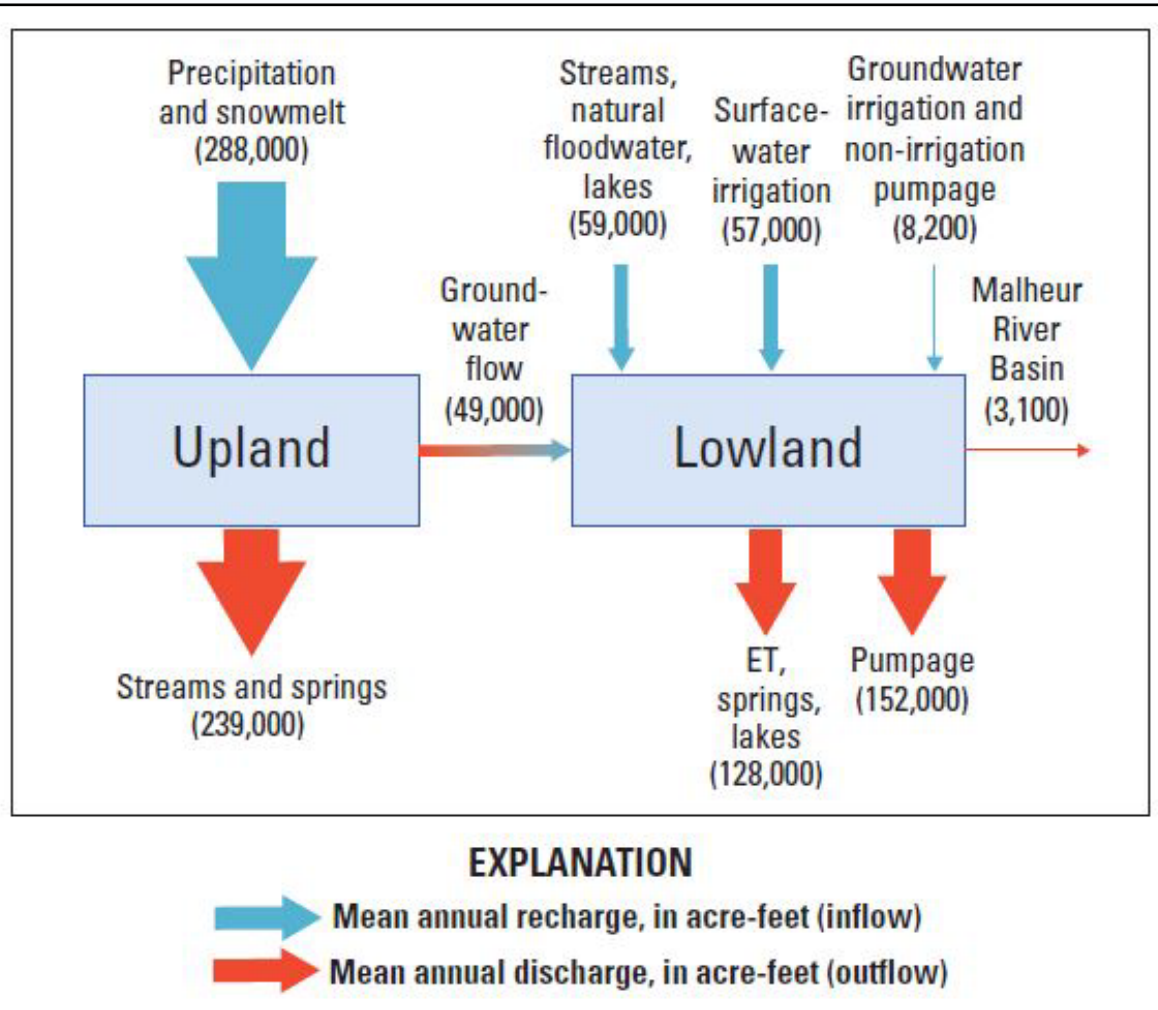 Precipitation
and snowmelt
(288,000)
Streams,
natural
floodwater,
lakes
(59,000)
Surface-
water
irrigation
(57,000)
Groundwater
irrigation and
non-irrigation
pumpage
(8,200)
Ground-
water
flow
(49,000)
Malheur
River
Basin
(3,100)
Upland
Lowland
Streams and springs
(239,000)
ET,
springs,
lakes
(128,000)
Pumpage
(152,000)
EXPLANATION
Mean annual recharge, in acre-feet (inflow)
Mean annual discharge, in acre-feet (outflow)